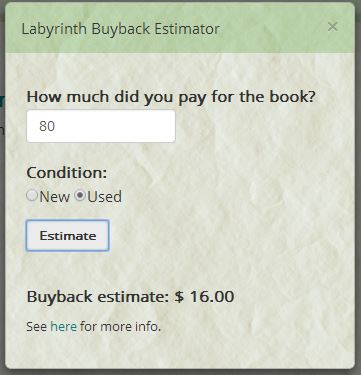 Labyrinth Buyback Estimator ×
How much did you pay for the book?
80
Condition:
New Used
Estimate
Buyback estimate: $ 16.00
See here for more info.